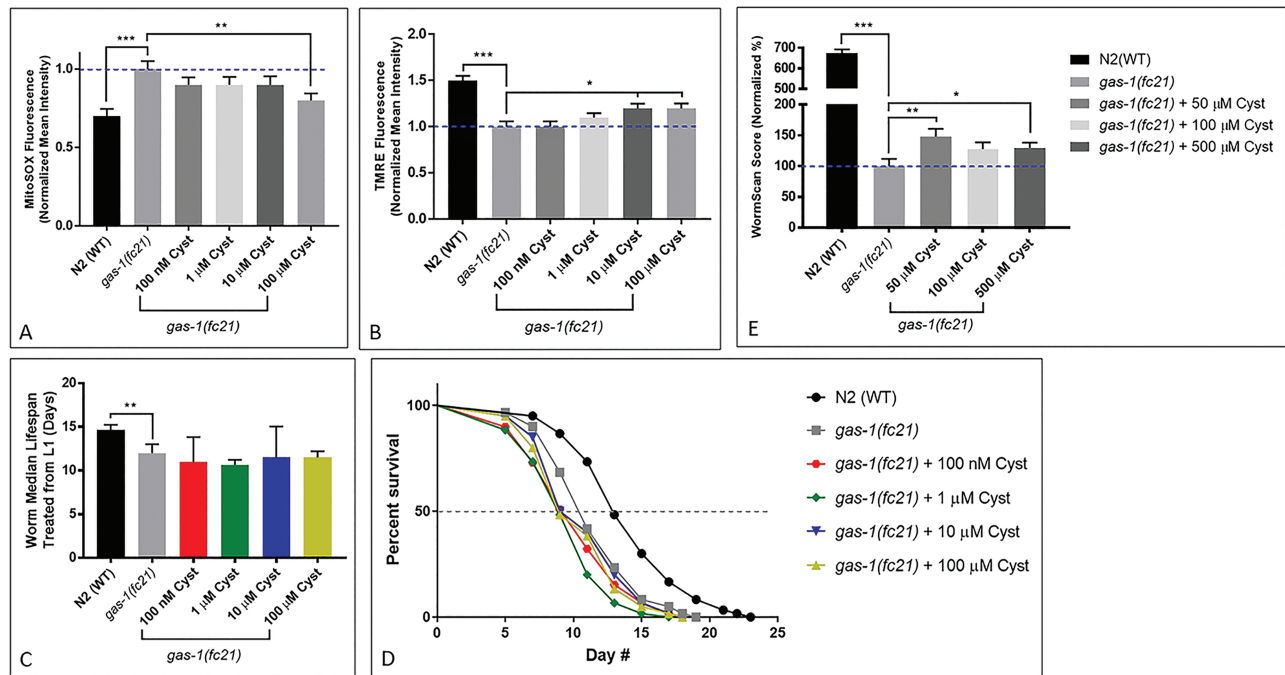 ***
**
1.0
0.5
0.0
MitoSOX Fluorescence
(Normalized Mean Intensity)
N2 (WT)
gas-1(fc21)
100 nM Cyst
1 µM Cyst
10 µM Cyst
100 µM Cyst
gas-1(fc21)
A
***
*
2.0
1.5
1.0
0.5
0.0
TMRE Fluorescence
(Normalized Mean Intensity)
N2 (WT)
gas-1(fc21)
100 nM Cyst
1 µM Cyst
10 µM Cyst
100 µM Cyst
gas-1(fc21)
B
***
*
**
700
600
500
200
150
100
50
0
WormScan Score (Normalized %)
N2 (WT)
gas-1(fc21)
50 µM Cyst
100 µM Cyst
500 µM Cyst
gas-1(fc21)
N2(WT)
gas-1(fc21)
gas-1(fc21) + 50 µM Cyst
gas-1(fc21) + 100 µM Cyst
gas-1(fc21) + 500 µM Cyst
E
**
20
15
10
5
0
Worm Median Lifespan
Treated from L1 (Days)
N2 (WT)
gas-1(fc21)
100 nM Cyst
1 µM Cyst
10 µM Cyst
100 µM Cyst
gas-1(fc21)
C
100
50
0
Percent survival
0 5 10 15 20 25
Day #
N2 (WT)
gas-1(fc21)
gas-1(fc21) + 100 nM Cyst
gas-1(fc21) + 1 µM Cyst
gas-1(fc21) + 10 µM Cyst
gas-1(fc21) + 100 µM Cyst
D